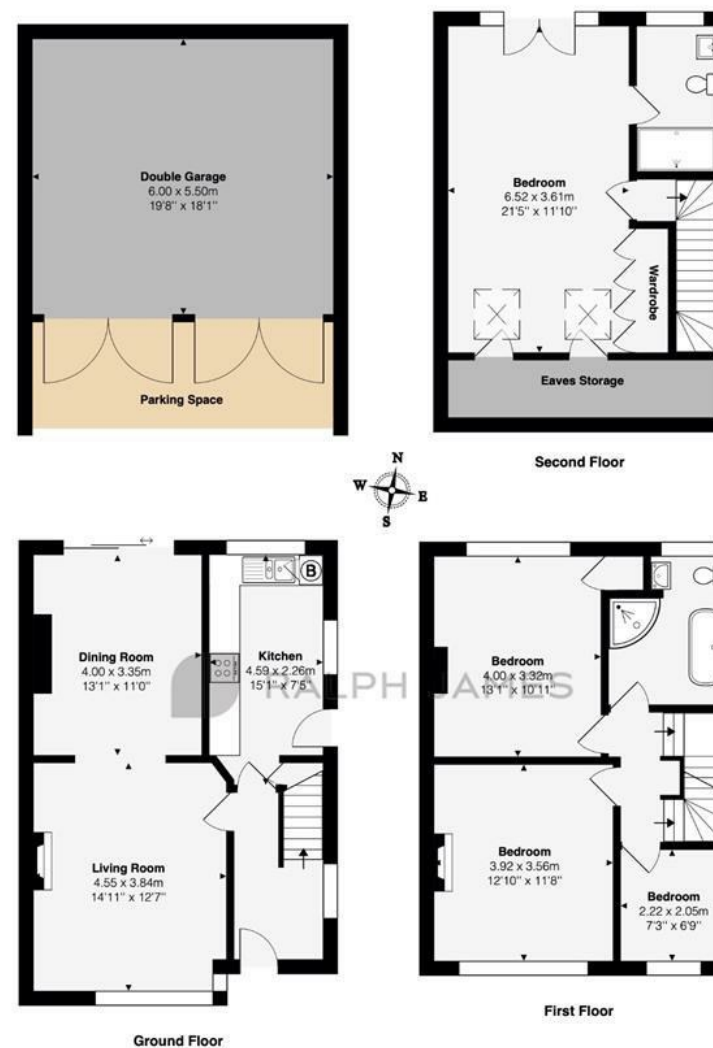 Double Garage
6.00 x 5.50m
19'8" x 18'1"
Parking Space
Bedroom
6.52 x 3.61m
21'5" x 11'10"
Wardrobe
Eaves Storage
Second Floor
N
W
E
S
Dining Room
4.00 x 3.35m
13'1" x 11'0"
B
Kitchen
4.59 x 2.26m
15'1" x 7'5"
Living Room
4.55 x 3.84m
14'11" x 12'7"
Ground Floor
RALPH JAMES
Bedroom
4.00 x 3.32m
13'1" x 10'11"
Bedroom
3.92 x 3.56m
12'10" x 11'8"
Bedroom
2.22 x 2.05m
7'3" x 6'9"
First Floor